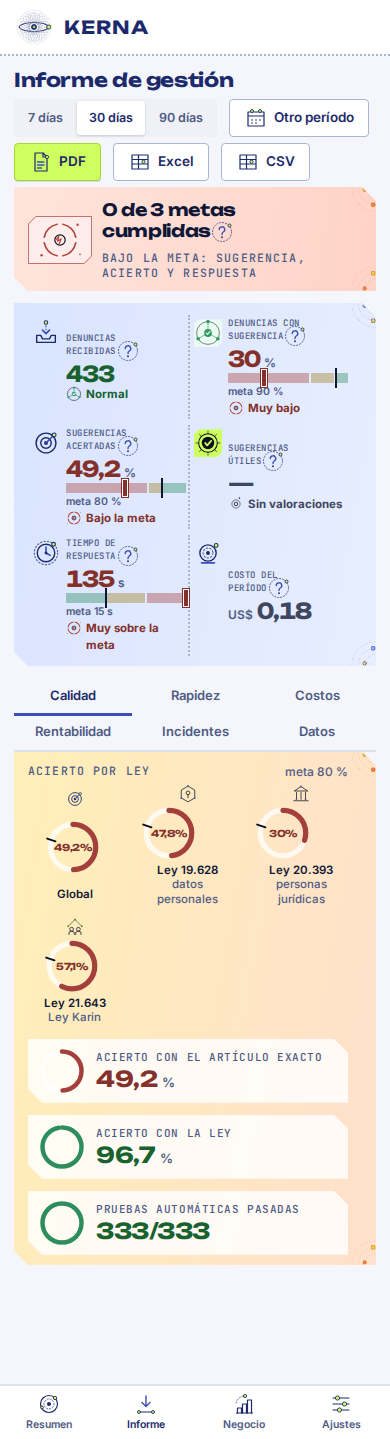 KERNA
Informe de gestión
7 días
30 días
90 días
Otro período
PDF
Excel
CSV
0 de 3 metas
cumplidas ?
BAJO LA META: SUGERENCIA,
ACIERTO Y RESPUESTA
DENUNCIAS
RECIBIDAS ?
433
Normal
DENUNCIAS CON
SUGERENCIA ?
30 %
meta 90 %
Muy bajo
SUGERENCIAS
ACERTADAS ?
49,2 %
meta 80 %
Bajo la meta
SUGERENCIAS
ÚTILES ?
—
Sin valoraciones
TIEMPO DE
RESPUESTA ?
135 s
meta 15 s
Muy sobre la
meta
COSTO DEL
PERÍODO ?
US$ 0,18
Calidad
Rapidez
Costos
Rentabilidad
Incidentes
Datos
ACIERTO POR LEY
meta 80 %
49,2%
Global
47,8%
Ley 19.628
datos
personales
30%
Ley 20.393
personas
jurídicas
57,1%
Ley 21.643
Ley Karin
ACIERTO CON EL ARTÍCULO EXACTO
49,2 %
ACIERTO CON LA LEY
96,7 %
PRUEBAS AUTOMÁTICAS PASADAS
333/333
Resumen
Informe
Negocio
Ajustes